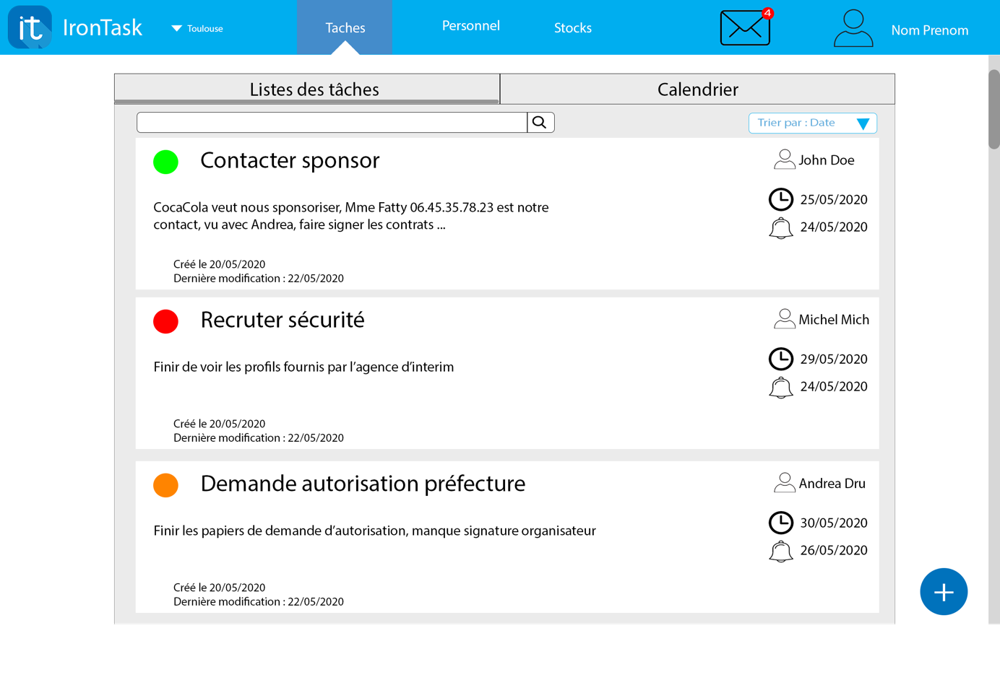 it IronTask Toulouse Taches Personnel Stocks 4 Nom Prenom
Listes des tâches Calendrier
Trier par : Date
Contacter sponsor
John Doe
CocaCola veut nous sponsoriser, Mme Fatty 06.45.35.78.23 est notre
contact, vu avec Andrea, faire signer les contrats ...
25/05/2020
24/05/2020
Créé le 20/05/2020
Dernière modification : 22/05/2020
Recruter sécurité
Michel Mich
Finir de voir les profils fournis par l’agence d’interim
29/05/2020
24/05/2020
Créé le 20/05/2020
Dernière modification : 22/05/2020
Demande autorisation préfecture
Andrea Dru
Finir les papiers de demande d’autorisation, manque signature organisateur
30/05/2020
26/05/2020
Créé le 20/05/2020
Dernière modification : 22/05/2020
+